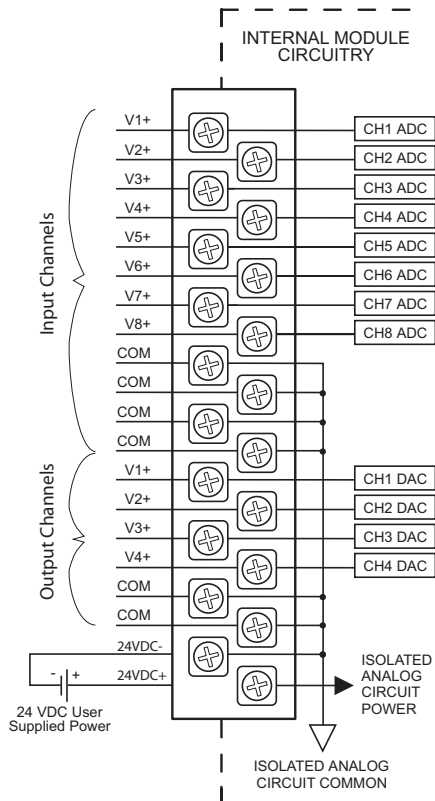 INTERNAL MODULE
CIRCUITRY
Input Channels
V1+
CH1 ADC
V2+
CH2 ADC
V3+
CH3 ADC
V4+
CH4 ADC
V5+
CH5 ADC
V6+
CH6 ADC
V7+
CH7 ADC
V8+
CH8 ADC
COM
COM
COM
COM
Output Channels
V1+
CH1 DAC
V2+
CH2 DAC
V3+
CH3 DAC
V4+
CH4 DAC
COM
COM
24VDC-
24VDC+
- +
24 VDC User
Supplied Power
ISOLATED
ANALOG
CIRCUIT
POWER
ISOLATED ANALOG
CIRCUIT COMMON